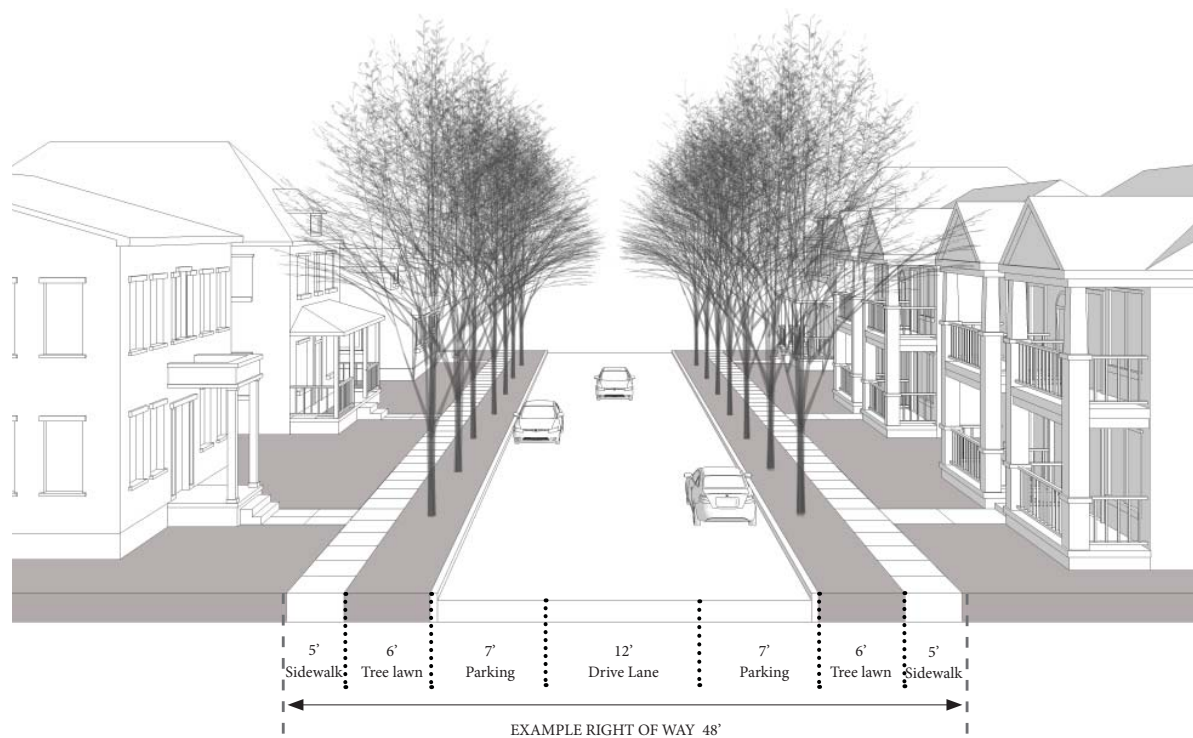 5’ 6’ 7’ 12’ 7’ 6’ 5’
Sidewalk Tree lawn Parking Drive Lane Parking Tree lawn Sidewalk
EXAMPLE RIGHT OF WAY 48’